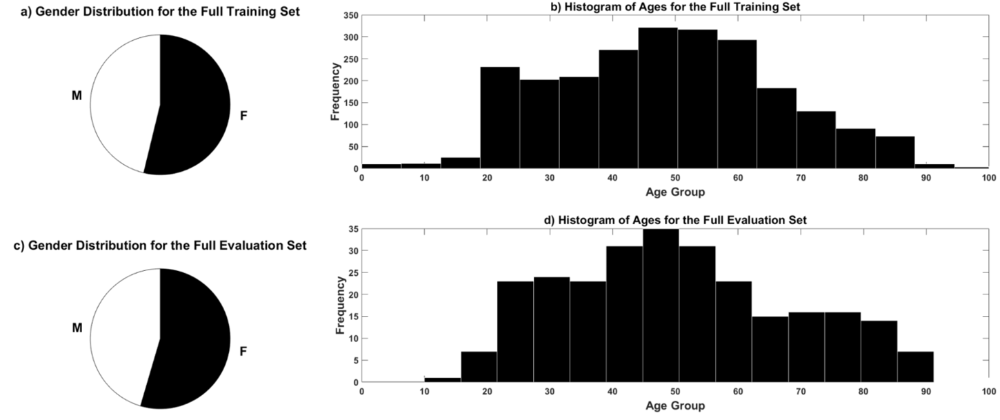 a) Gender Distribution for the Full Training Set
M
F
b) Histogram of Ages for the Full Training Set
Frequency
350
300
250
200
150
100
50
0
0 10 20 30 40 50 60 70 80 90 100
Age Group
c) Gender Distribution for the Full Evaluation Set
M
F
d) Histogram of Ages for the Full Evaluation Set
Frequency
35
30
25
20
15
10
5
0
0 10 20 30 40 50 60 70 80 90 100
Age Group